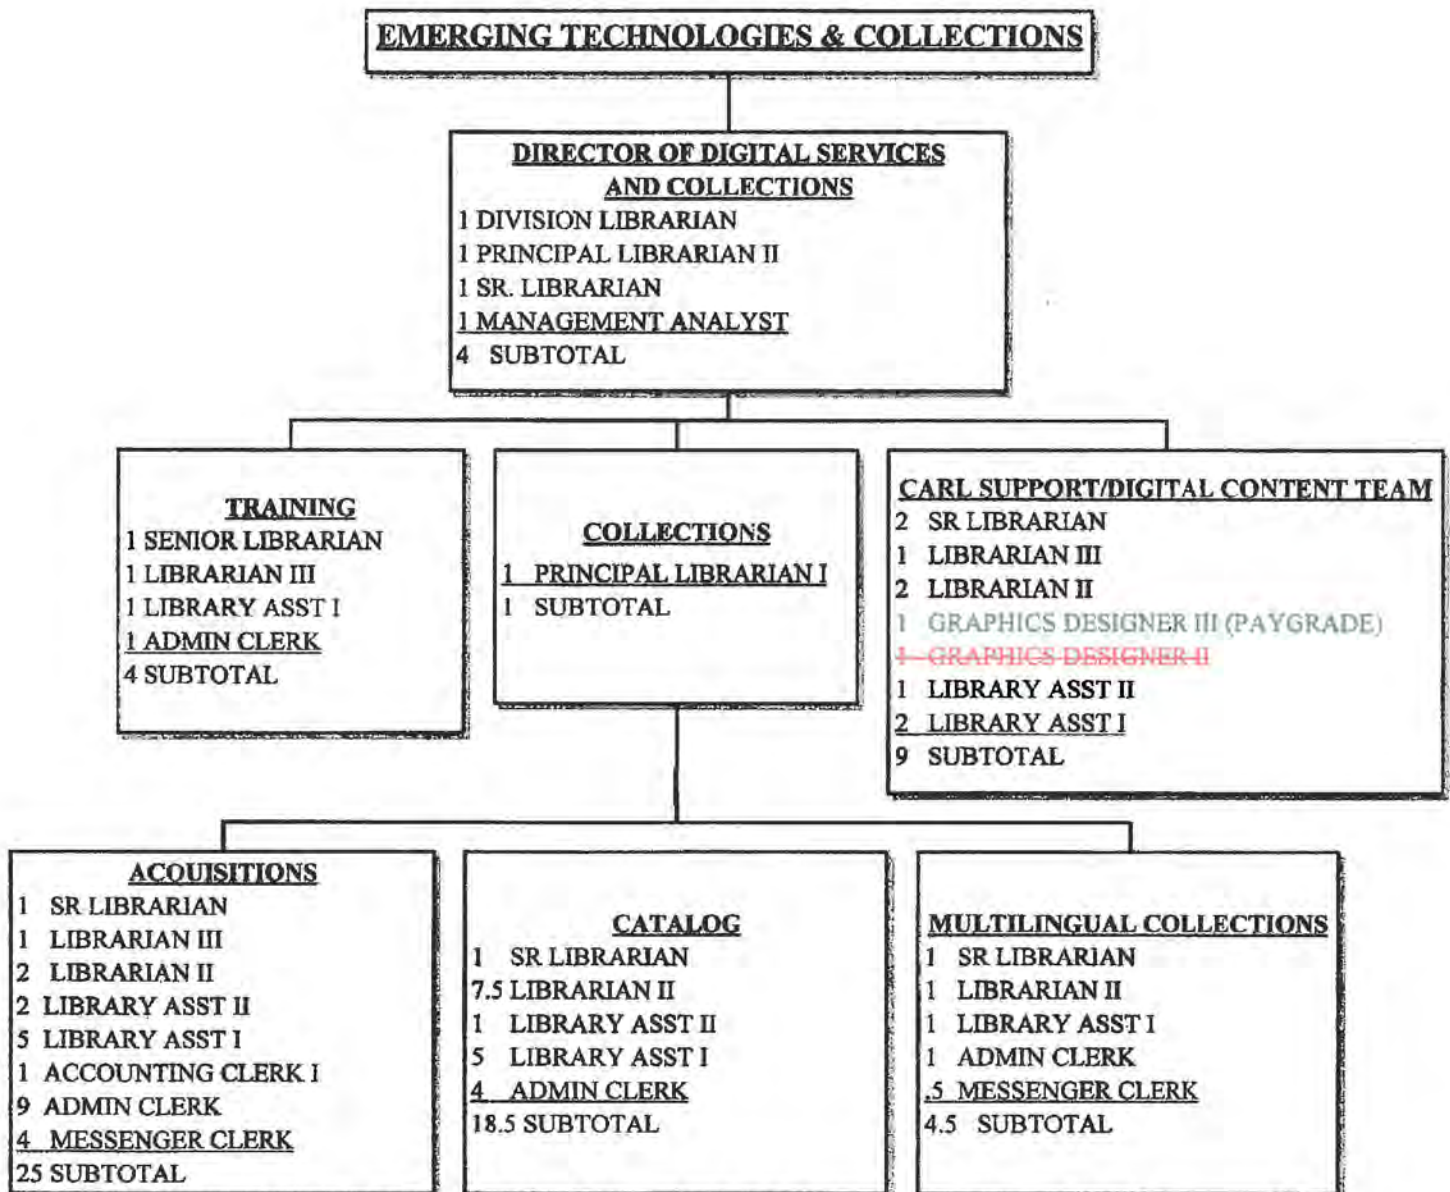 EMERGING TECHNOLOGIES & COLLECTIONS
DIRECTOR OF DIGITAL SERVICES
AND COLLECTIONS
1 DIVISION LIBRARIAN
1 PRINCIPAL LIBRARIAN II
1 SR. LIBRARIAN
1 MANAGEMENT ANALYST
4 SUBTOTAL
TRAINING
1 SENIOR LIBRARIAN
1 LIBRARIAN III
1 LIBRARY ASST I
1 ADMIN CLERK
4 SUBTOTAL
COLLECTIONS
1 PRINCIPAL LIBRARIAN I
1 SUBTOTAL
CARL SUPPORT/DIGITAL CONTENT TEAM
2 SR LIBRARIAN
1 LIBRARIAN III
2 LIBRARIAN II
1 GRAPHICS DESIGNER III (PAYGRADE)
1 GRAPHICS DESIGNER II
1 LIBRARY ASST II
2 LIBRARY ASST I
9 SUBTOTAL
ACQUISITIONS
1 SR LIBRARIAN
1 LIBRARIAN III
2 LIBRARIAN II
2 LIBRARY ASST II
5 LIBRARY ASST I
1 ACCOUNTING CLERK I
9 ADMIN CLERK
4 MESSENGER CLERK
25 SUBTOTAL
CATALOG
1 SR LIBRARIAN
7.5 LIBRARIAN II
1 LIBRARY ASST II
5 LIBRARY ASST I
4 ADMIN CLERK
18.5 SUBTOTAL
MULTILINGUAL COLLECTIONS
1 SR LIBRARIAN
1 LIBRARIAN II
1 LIBRARY ASST I
1 ADMIN CLERK
.5 MESSENGER CLERK
4.5 SUBTOTAL